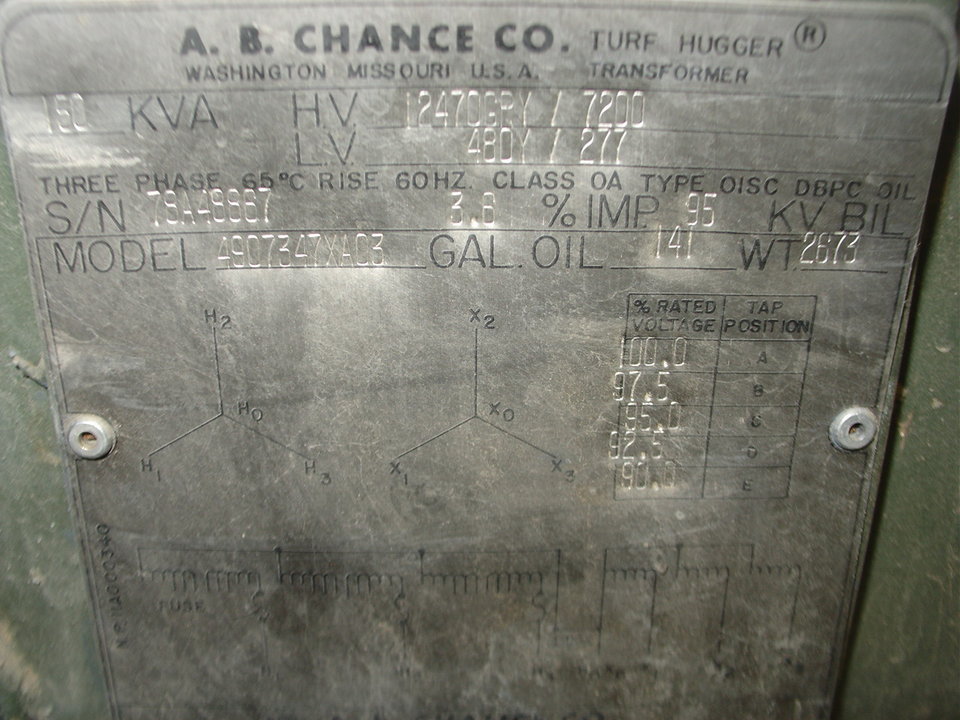 A. B. CHANCE CO. TURF HUGGER ®
WASHINGTON MISSOURI U.S.A. TRANSFORMER
150 KVA H.V. 12470GRY / 7200
L.V. 480Y / 277
THREE PHASE 65°C RISE 60HZ. CLASS OA TYPE OISC DBPC OIL
S/N 3.6 % IMP. 95 KV BIL
MODEL 4907347XAC3 GAL. OIL 141 WT. 2673
% RATED VOLTAGE TAP POSITION
100.0 A
97.5 B
95.0 C
92.5 D
90.0 E
H2
H0
H1 H3
X2
X0
X1 X3
FUSE